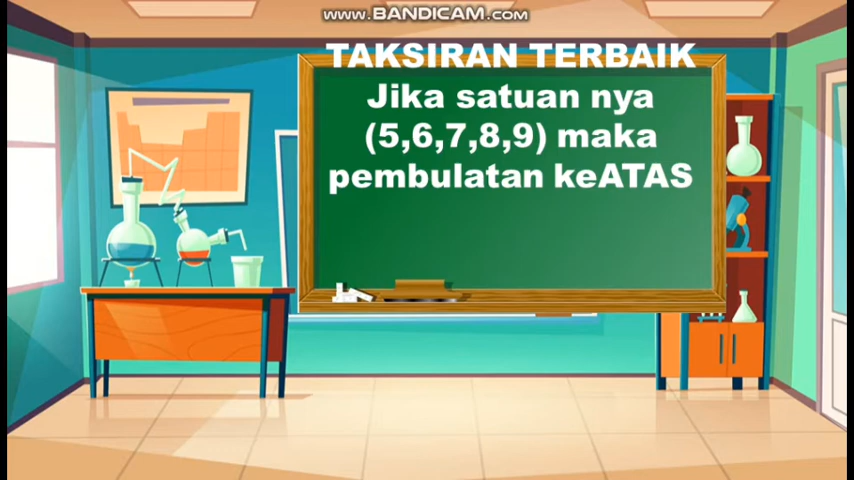 WWW.BANDICAM.COM
TAKSIRAN TERBAIK
Jika satuan nya
(5,6,7,8,9) maka
pembulatan keATAS